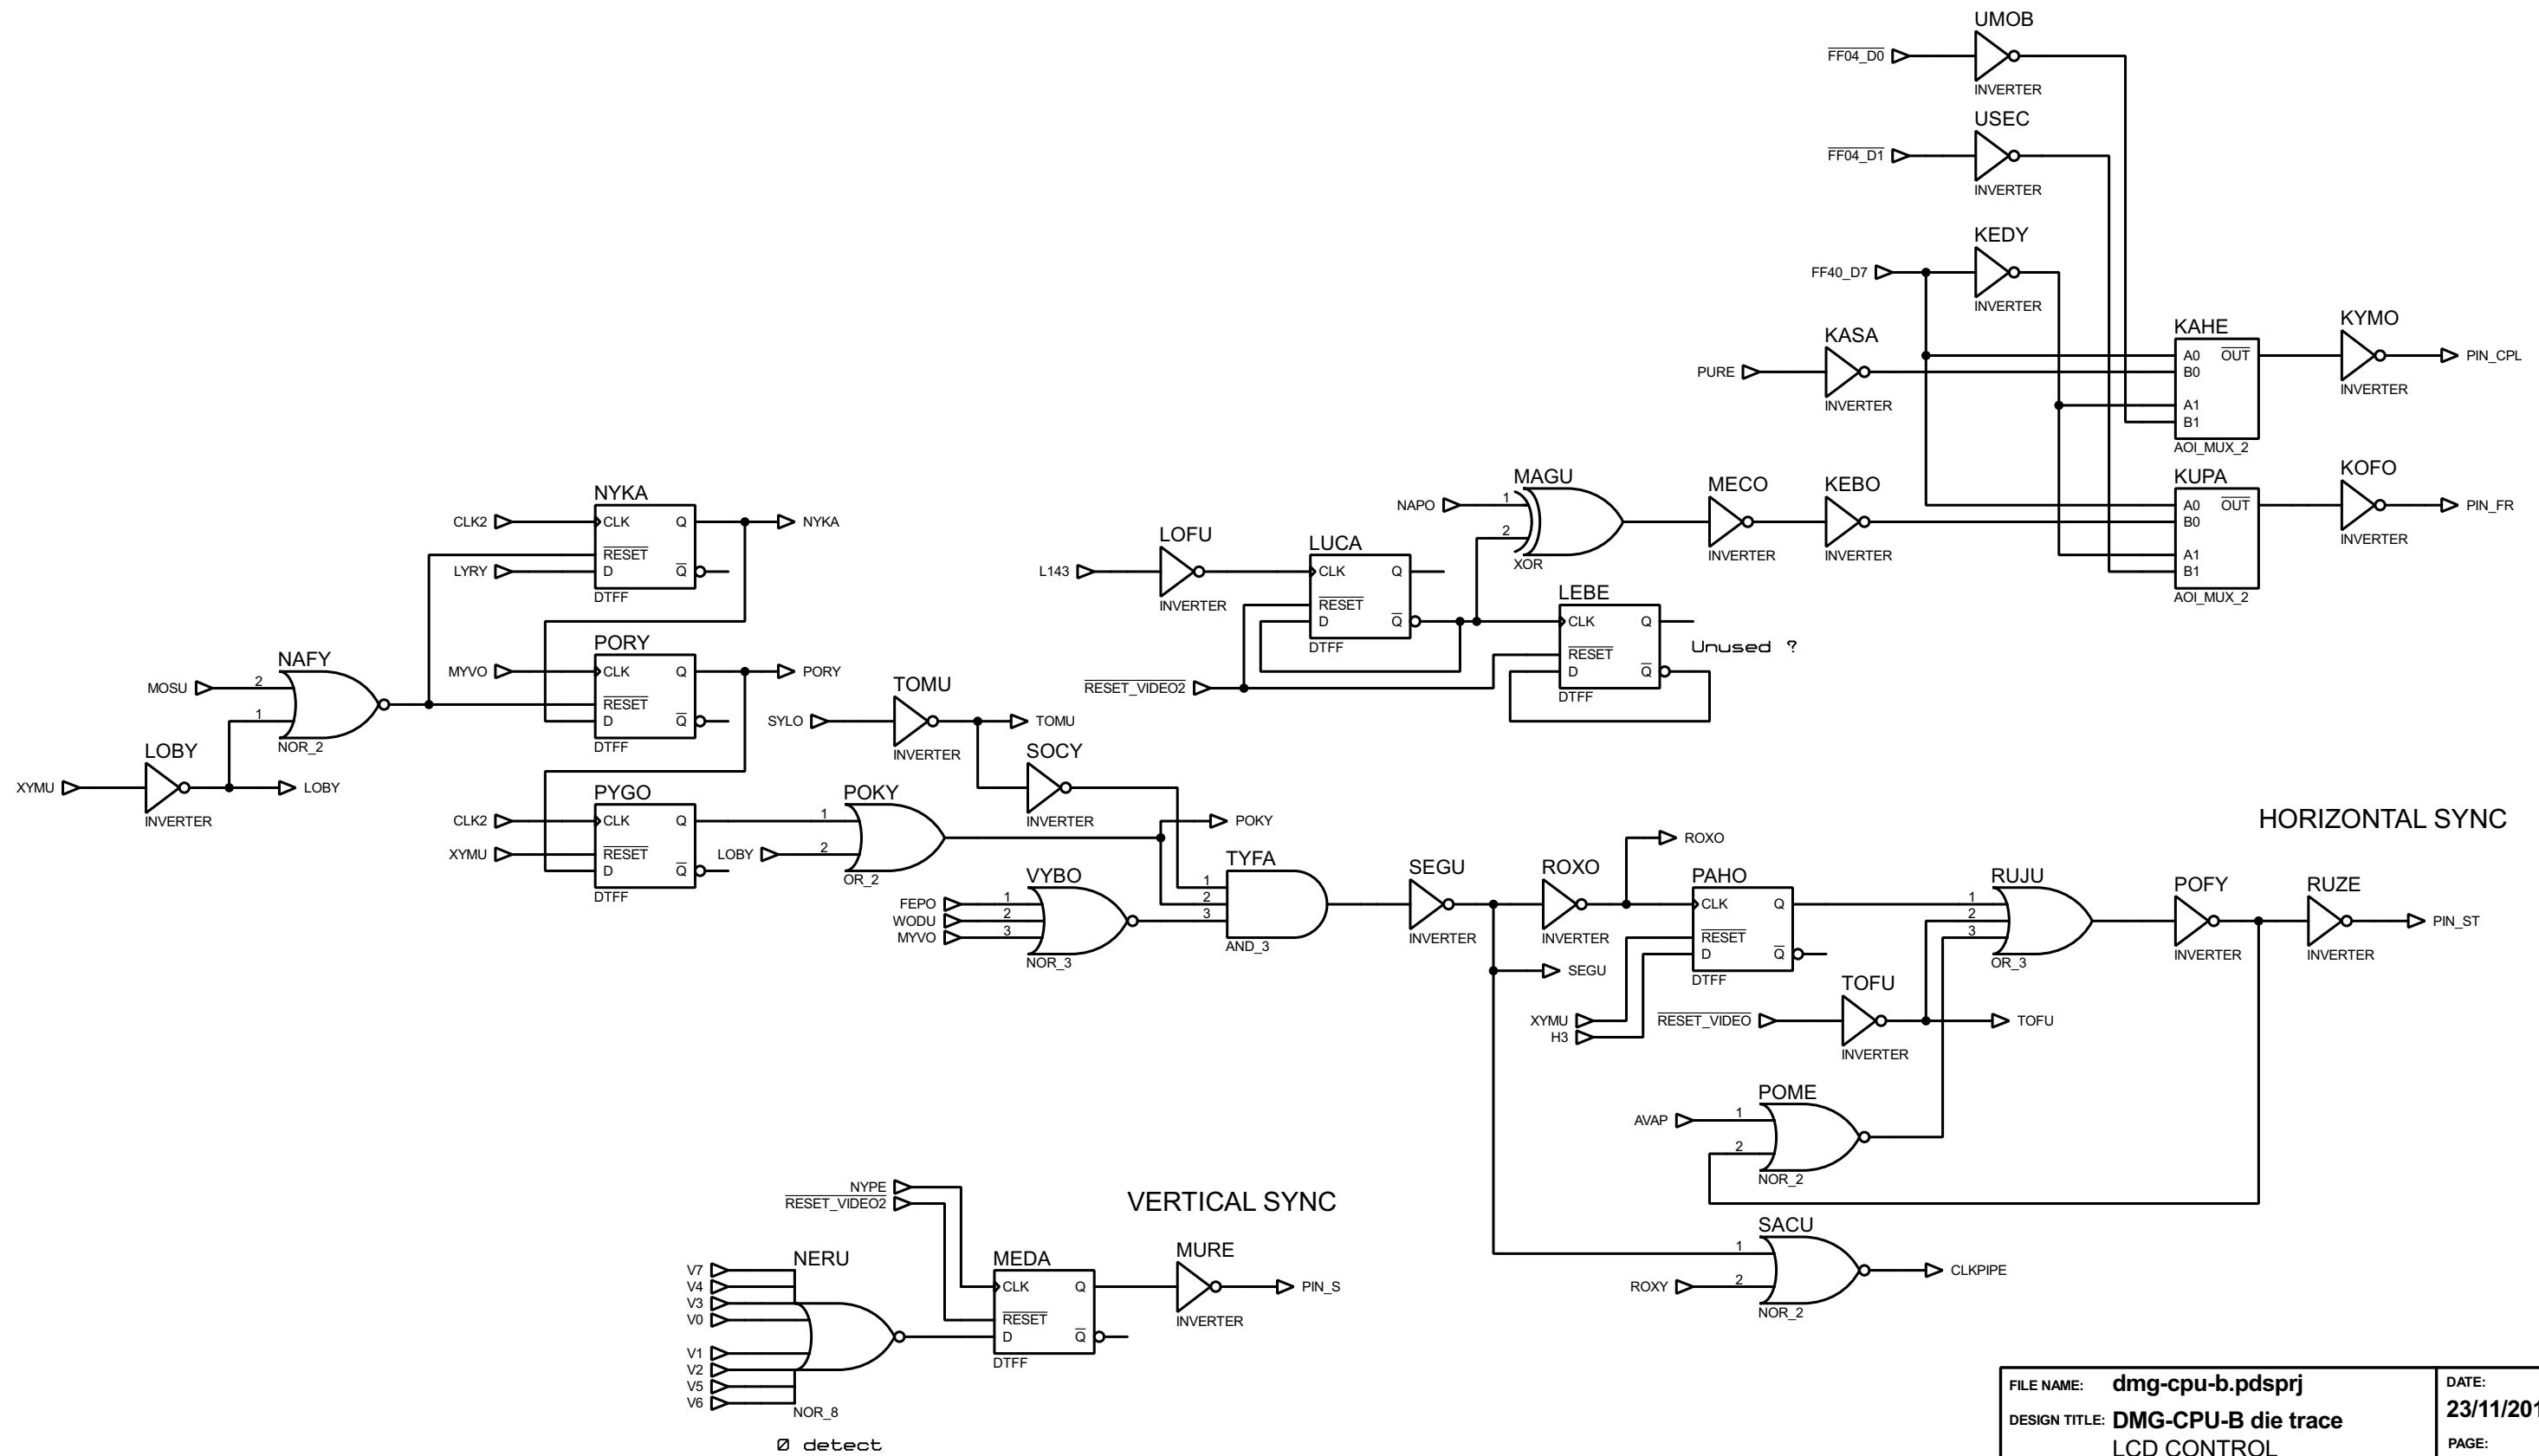 UMOB
FF04_D0
INVERTER
USEC
FF04_D1
INVERTER
KEDY
FF40_D7
INVERTER
KASA
PURE
INVERTER
KAHE
A0 OUT
B0
A1
B1
AOI_MUX_2
KYMO
PIN_CPL
INVERTER
KUPA
A0 OUT
B0
A1
B1
AOI_MUX_2
KOFO
PIN_FR
INVERTER
NYKA
CLK2
CLK Q
NYKA
RESET
LYRY
D Q
DTFF
PORY
MYVO
CLK Q
PORY
RESET
D Q
DTFF
NAFY
MOSU
2
1
NOR_2
LOBY
XYMU
LOBY
INVERTER
PYGO
CLK2
CLK Q
XYMU
RESET
D Q
DTFF
POKY
1
LOBY
2
OR_2
TOMU
SYLO
TOMU
INVERTER
SOCY
INVERTER
POKY
VYBO
FEPO
1
WODU
2
MYVO
3
NOR_3
TYFA
1
2
3
AND_3
L143
LOFU
INVERTER
LUCA
CLK Q
RESET
D Q
DTFF
RESET_VIDEO2
MAGU
NAPO
1
2
XOR
MECO
INVERTER
KEBO
INVERTER
LEBE
CLK Q
RESET
D Q
DTFF
Unused ?
SEGU
INVERTER
ROXO
INVERTER
ROXO
SEGU
PAHO
CLK Q
RESET
D Q
DTFF
XYMU
H3
RESET_VIDEO
TOFU
INVERTER
TOFU
HORIZONTAL SYNC
RUJU
1
2
3
OR_3
POFY
INVERTER
RUZE
INVERTER
PIN_ST
POME
AVAP
1
2
NOR_2
SACU
1
ROXY
2
NOR_2
CLKPIPE
VERTICAL SYNC
NYPE
RESET_VIDEO2
NERU
V7
V4
V3
V0
V1
V2
V5
V6
NOR_8
0 detect
MEDA
CLK Q
RESET
D Q
DTFF
MURE
INVERTER
PIN_S
FILE NAME: dmg-cpu-b.pdsprj
DESIGN TITLE: DMG-CPU-B die trace
LCD CONTROL
DATE:
23/11/201
PAGE: